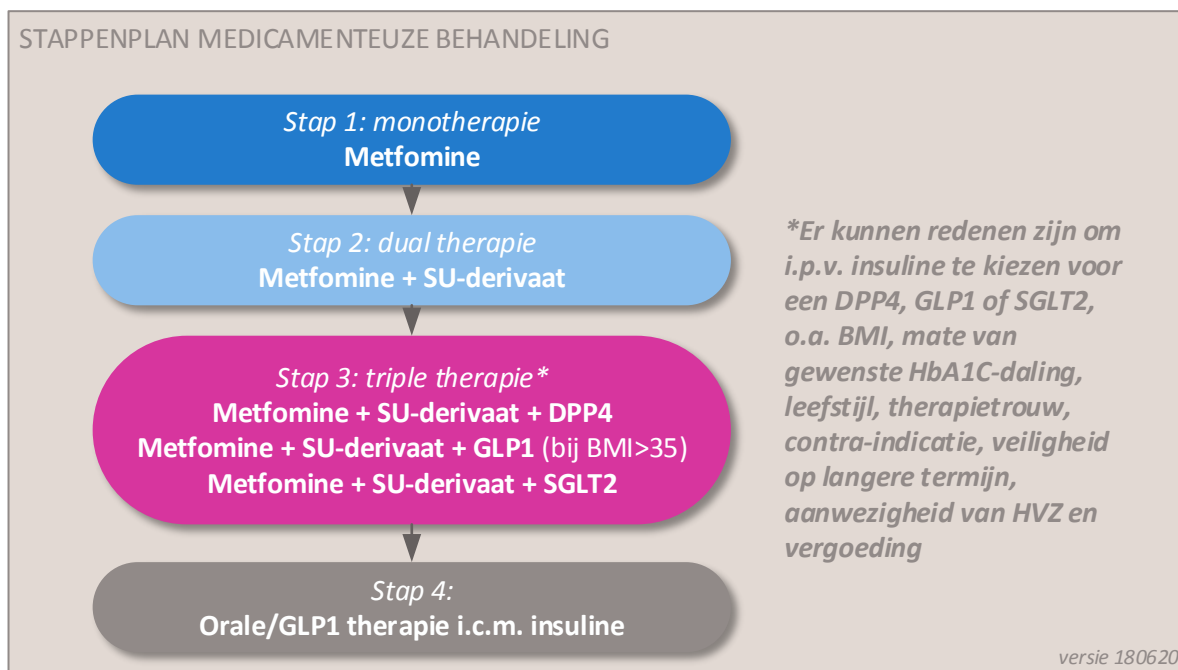 STAPPENPLAN MEDICAMENTEUZE BEHANDELING
Stap 1: monotherapie
Metfomine
Stap 2: dual therapie
Metfomine + SU-derivaat
Stap 3: triple therapie*
Metfomine + SU-derivaat + DPP4
Metfomine + SU-derivaat + GLP1 (bij BMI>35)
Metfomine + SU-derivaat + SGLT2
Stap 4:
Orale/GLP1 therapie i.c.m. insuline
*Er kunnen redenen zijn om
i.p.v. insuline te kiezen voor
een DPP4, GLP1 of SGLT2,
o.a. BMI, mate van
gewenste HbA1C-daling,
leefstijl, therapietrouw,
contra-indicatie, veiligheid
op langere termijn,
aanwezigheid van HVZ en
vergoeding
versie 180620